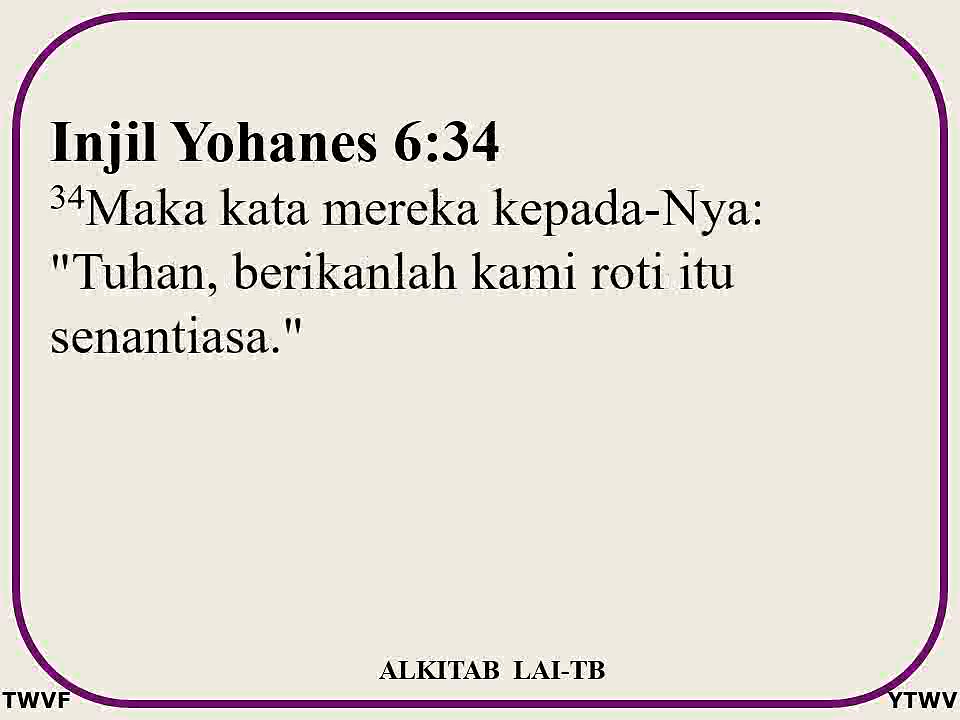 Injil Yohanes 6:34
34Maka kata mereka kepada-Nya:
"Tuhan, berikanlah kami roti itu
senantiasa."
ALKITAB LAI-TB
TWVF
YTWV